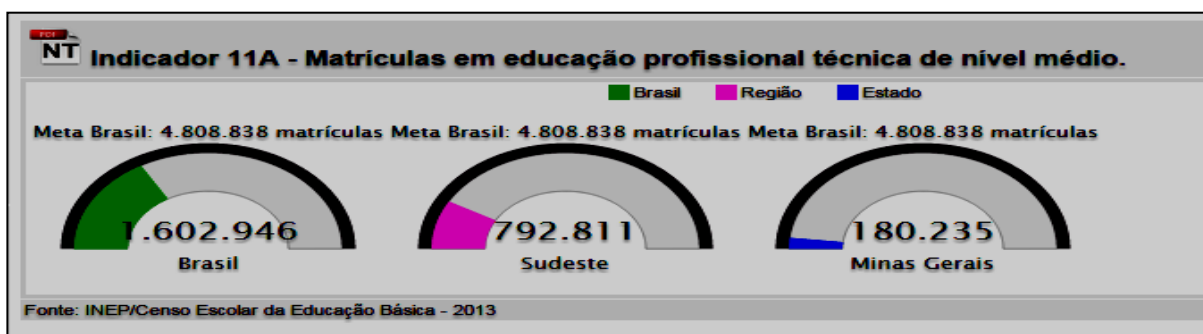 PDF
NT Indicador 11A - Matrículas em educação profissional técnica de nível médio.
Brasil Região Estado
Meta Brasil: 4.808.838 matrículas Meta Brasil: 4.808.838 matrículas Meta Brasil: 4.808.838 matrículas
1.602.946 792.811 180.235
Brasil Sudeste Minas Gerais
Fonte: INEP/Censo Escolar da Educação Básica - 2013